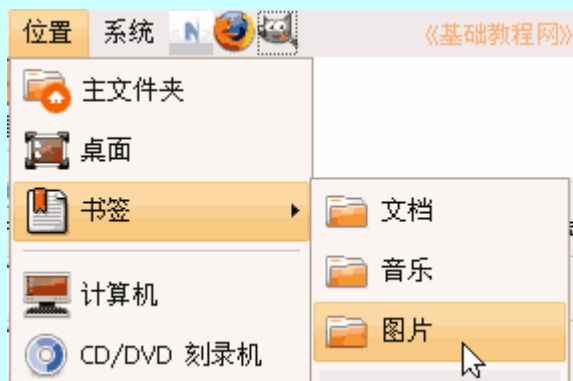 位置 系统 N 《基础教程网》
主文件夹
桌面
书签
文档
音乐
计算机
图片
CD/DVD 刻录机